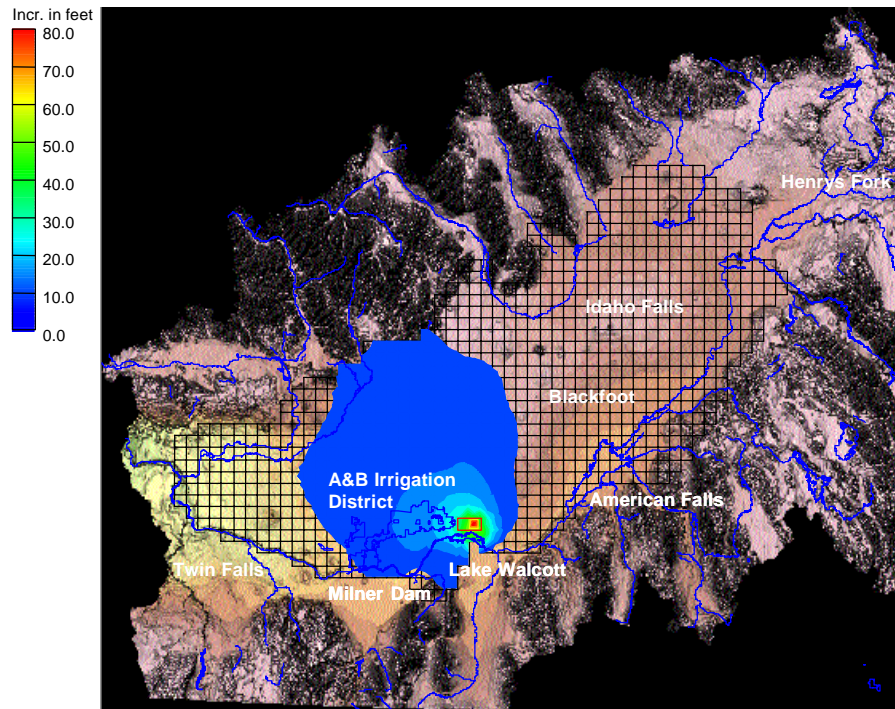 Incr. in feet
80.0
70.0
60.0
50.0
40.0
30.0
20.0
10.0
0.0
Henrys Fork
Idaho Falls
Blackfoot
A&B Irrigation
District
American Falls
Twin Falls
Lake Walcott
Milner Dam